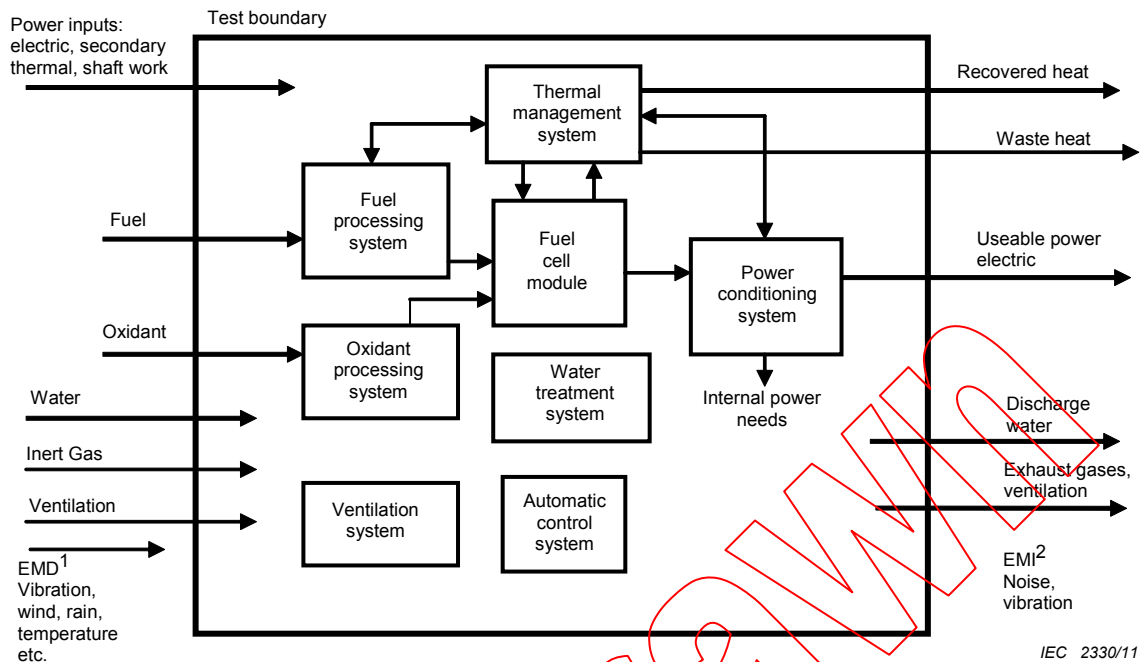 Power inputs:
electric, secondary
thermal, shaft work
Test boundary
Thermal
management
system
Recovered heat
Waste heat
Fuel
Fuel
processing
system
Fuel
cell
module
Power
conditioning
system
Useable power
electric
Oxidant
Oxidant
processing
system
Water
treatment
system
Internal power
needs
Water
Discharge
water
Inert Gas
Exhaust gases,
ventilation
Ventilation
Ventilation
system
Automatic
control
system
EMD1
Vibration,
wind, rain,
temperature
etc.
EMI2
Noise,
vibration
IEC 2330/11